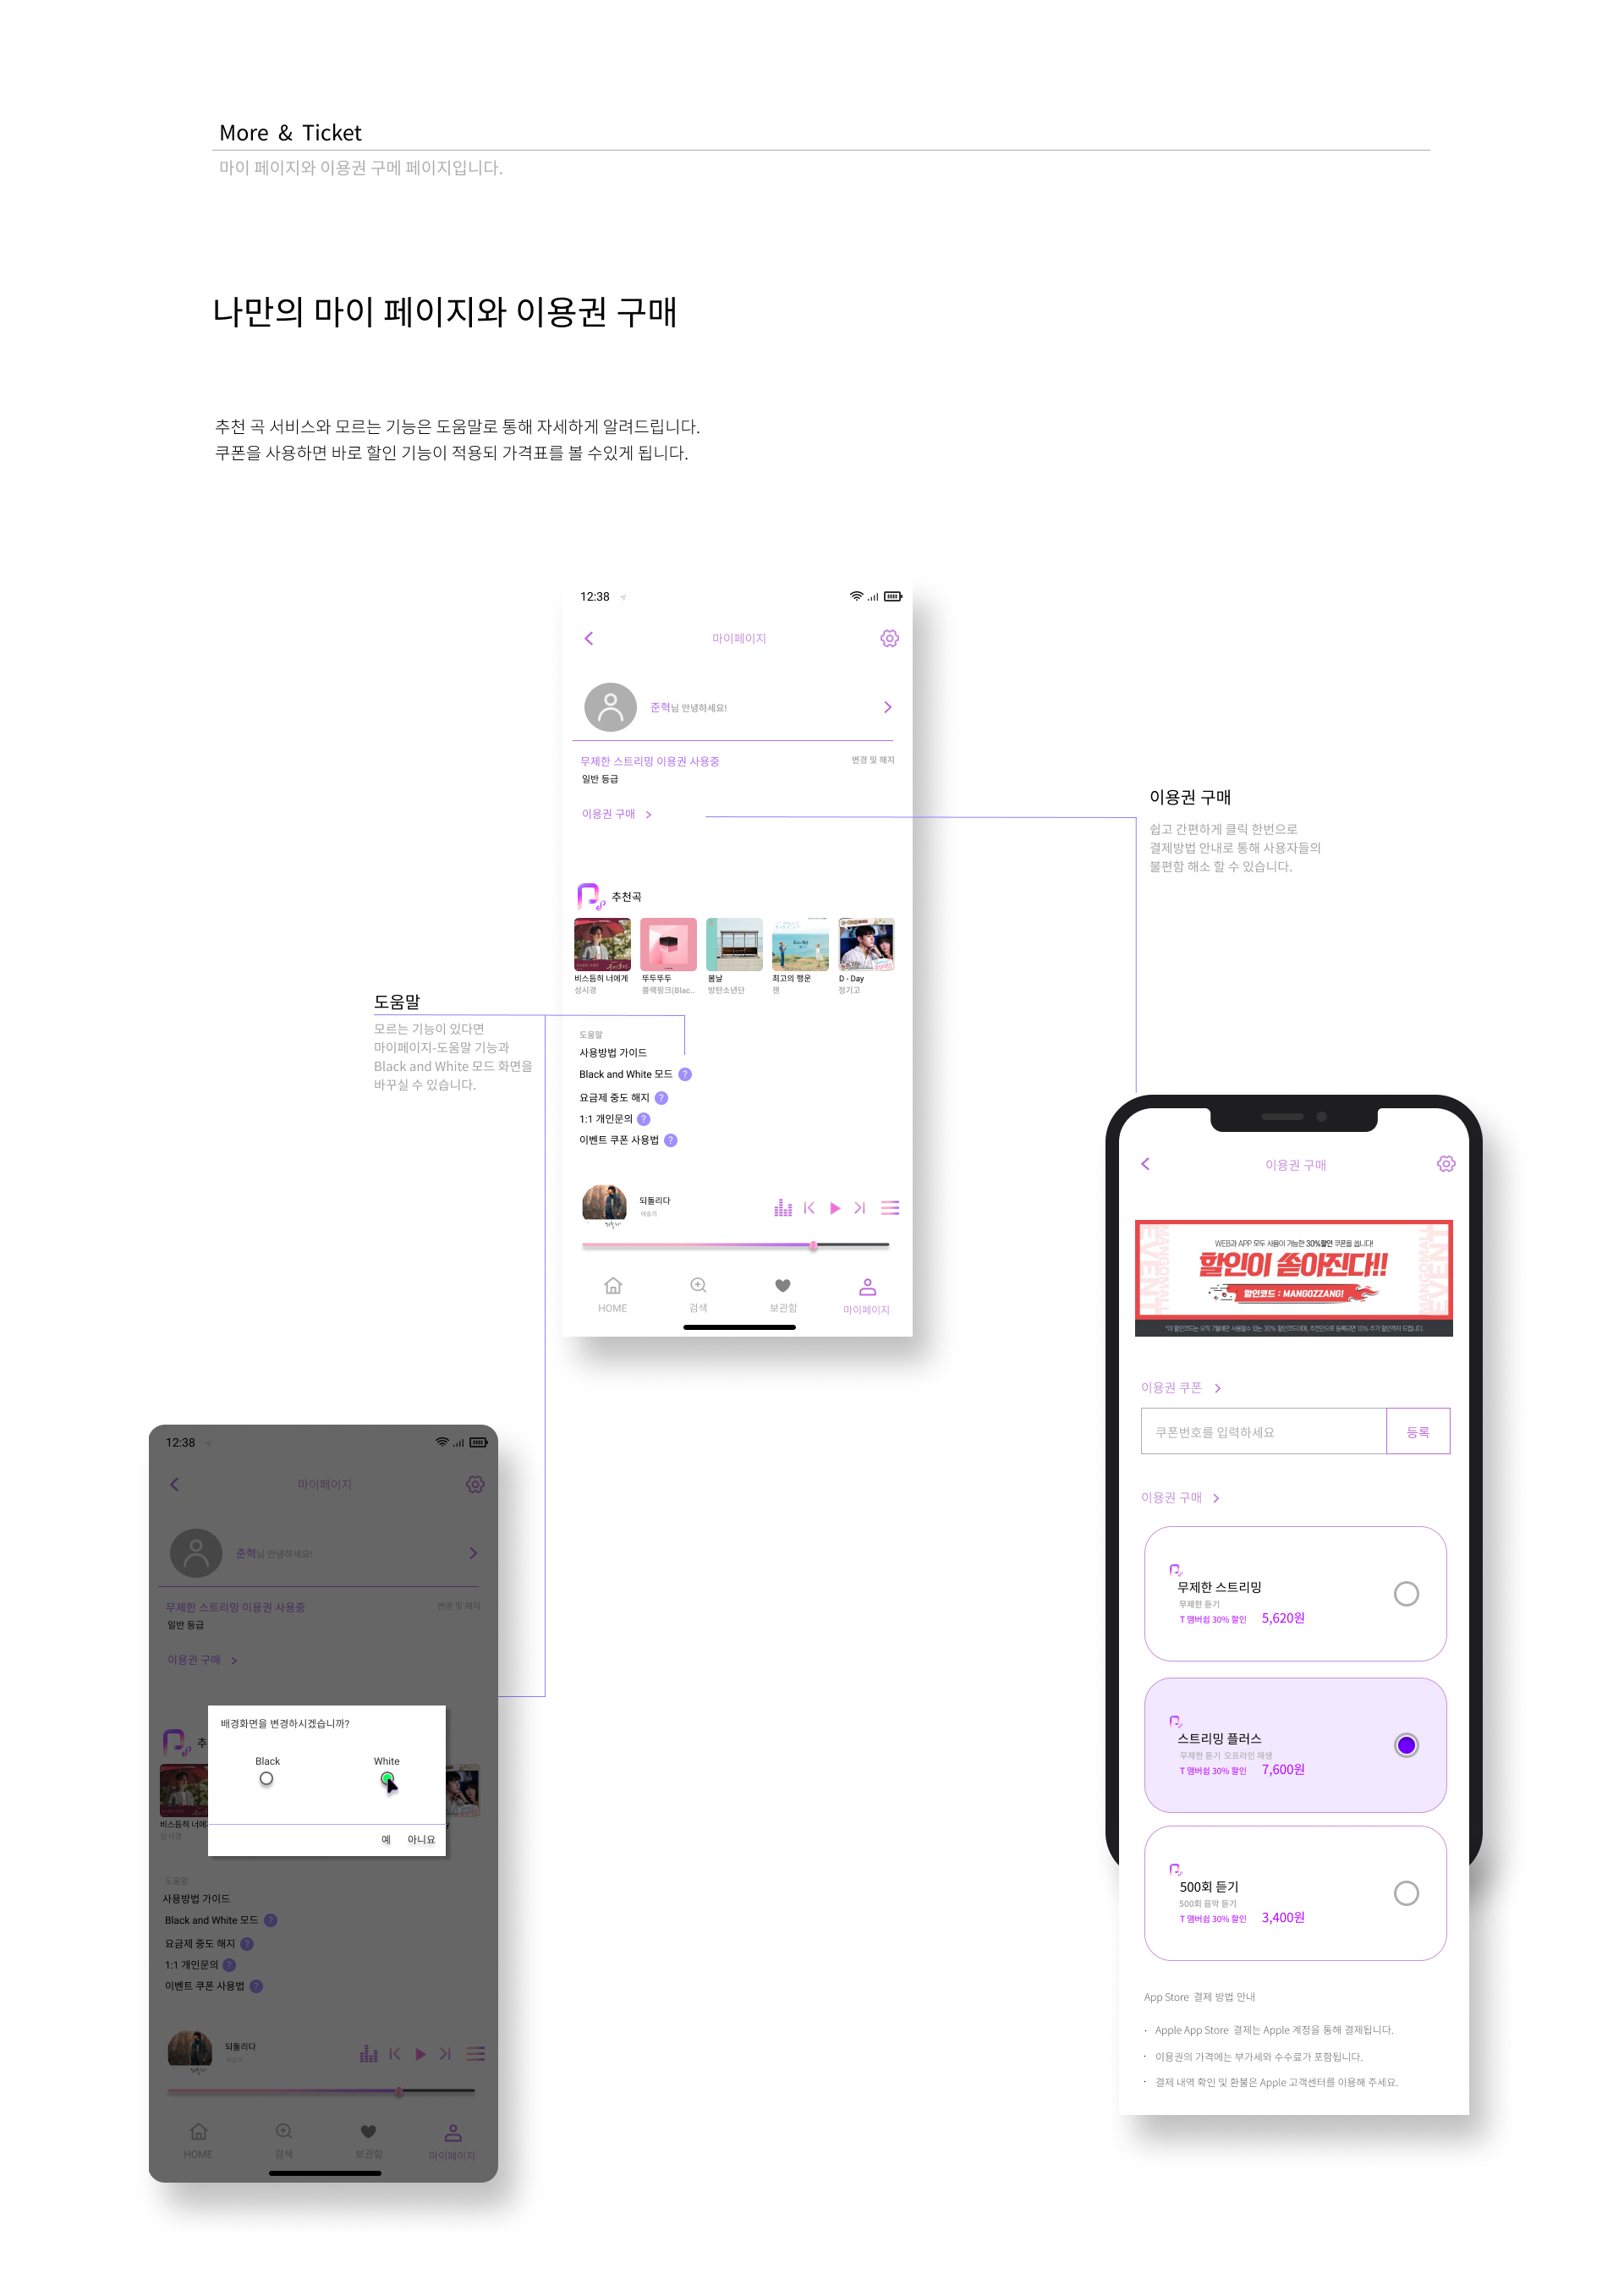 More & Ticket
마이 페이지와 이용권 구메 페이지입니다.
나만의 마이 페이지와 이용권 구매
추천 곡 서비스와 모르는 기능은 도움말로 통해 자세하게 알려드립니다.
쿠폰을 사용하면 바로 할인 기능이 적용되 가격표를 볼 수있게 됩니다.
12:38
마이페이지
준혁님 안녕하세요!
무제한 스트리밍 이용권 사용중
변경 및 해지
일반 등급
이용권 구매
추천곡
비스듬히 너에게
성시경
뚜두뚜두
블랙핑크(Blac..
봄날
방탄소년단
최고의 행운
첸
D - Day
정기고
도움말
사용방법 가이드
Black and White 모드 ?
요금제 중도 해지 ?
1:1 개인문의 ?
이벤트 쿠폰 사용법 ?
되돌리다
이승기
HOME
검색
보관함
마이페이지
이용권 구매
쉽고 간편하게 클릭 한번으로
결제방법 안내로 통해 사용자들의
불편함 해소 할 수 있습니다.
도움말
모르는 기능이 있다면
마이페이지-도움말 기능과
Black and White 모드 화면을
바꾸실 수 있습니다.
12:38
마이페이지
준혁님 안녕하세요!
무제한 스트리밍 이용권 사용중
변경 및 해지
일반 등급
이용권 구매
추
배경화면을 변경하시겠습니까?
Black
White
예
아니요
비스듬히 너에
성시경
y
도움말
사용방법 가이드
Black and White 모드 ?
요금제 중도 해지 ?
1:1 개인문의 ?
이벤트 쿠폰 사용법 ?
되돌리다
이승기
HOME
검색
보관함
마이페이지
이용권 구매
EVENT
MANGOMALL
WEB과 APP 모두 사용이 가능한 30%할인 쿠폰을 쏩니다!
할인이 쏟아진다!!
할인코드 : MANGOZZANG!
MANGOMALL
EVENT
이용권 쿠폰
쿠폰번호를 입력하세요
등록
이용권 구매
무제한 스트리밍
무제한 듣기
T 맴버쉽 30% 할인 5,620원
스트리밍 플러스
무제한 듣기 오프라인 재생
T 맴버쉽 30% 할인 7,600원
500회 듣기
500회 음악 듣기
T 맴버쉽 30% 할인 3,400원
App Store 결제 방법 안내
· Apple App Store 결제는 Apple 계정을 통해 결제됩니다.
· 이용권의 가격에는 부가세와 수수료가 포함됩니다.
· 결제 내역 확인 및 환불은 Apple 고객센터를 이용해 주세요.